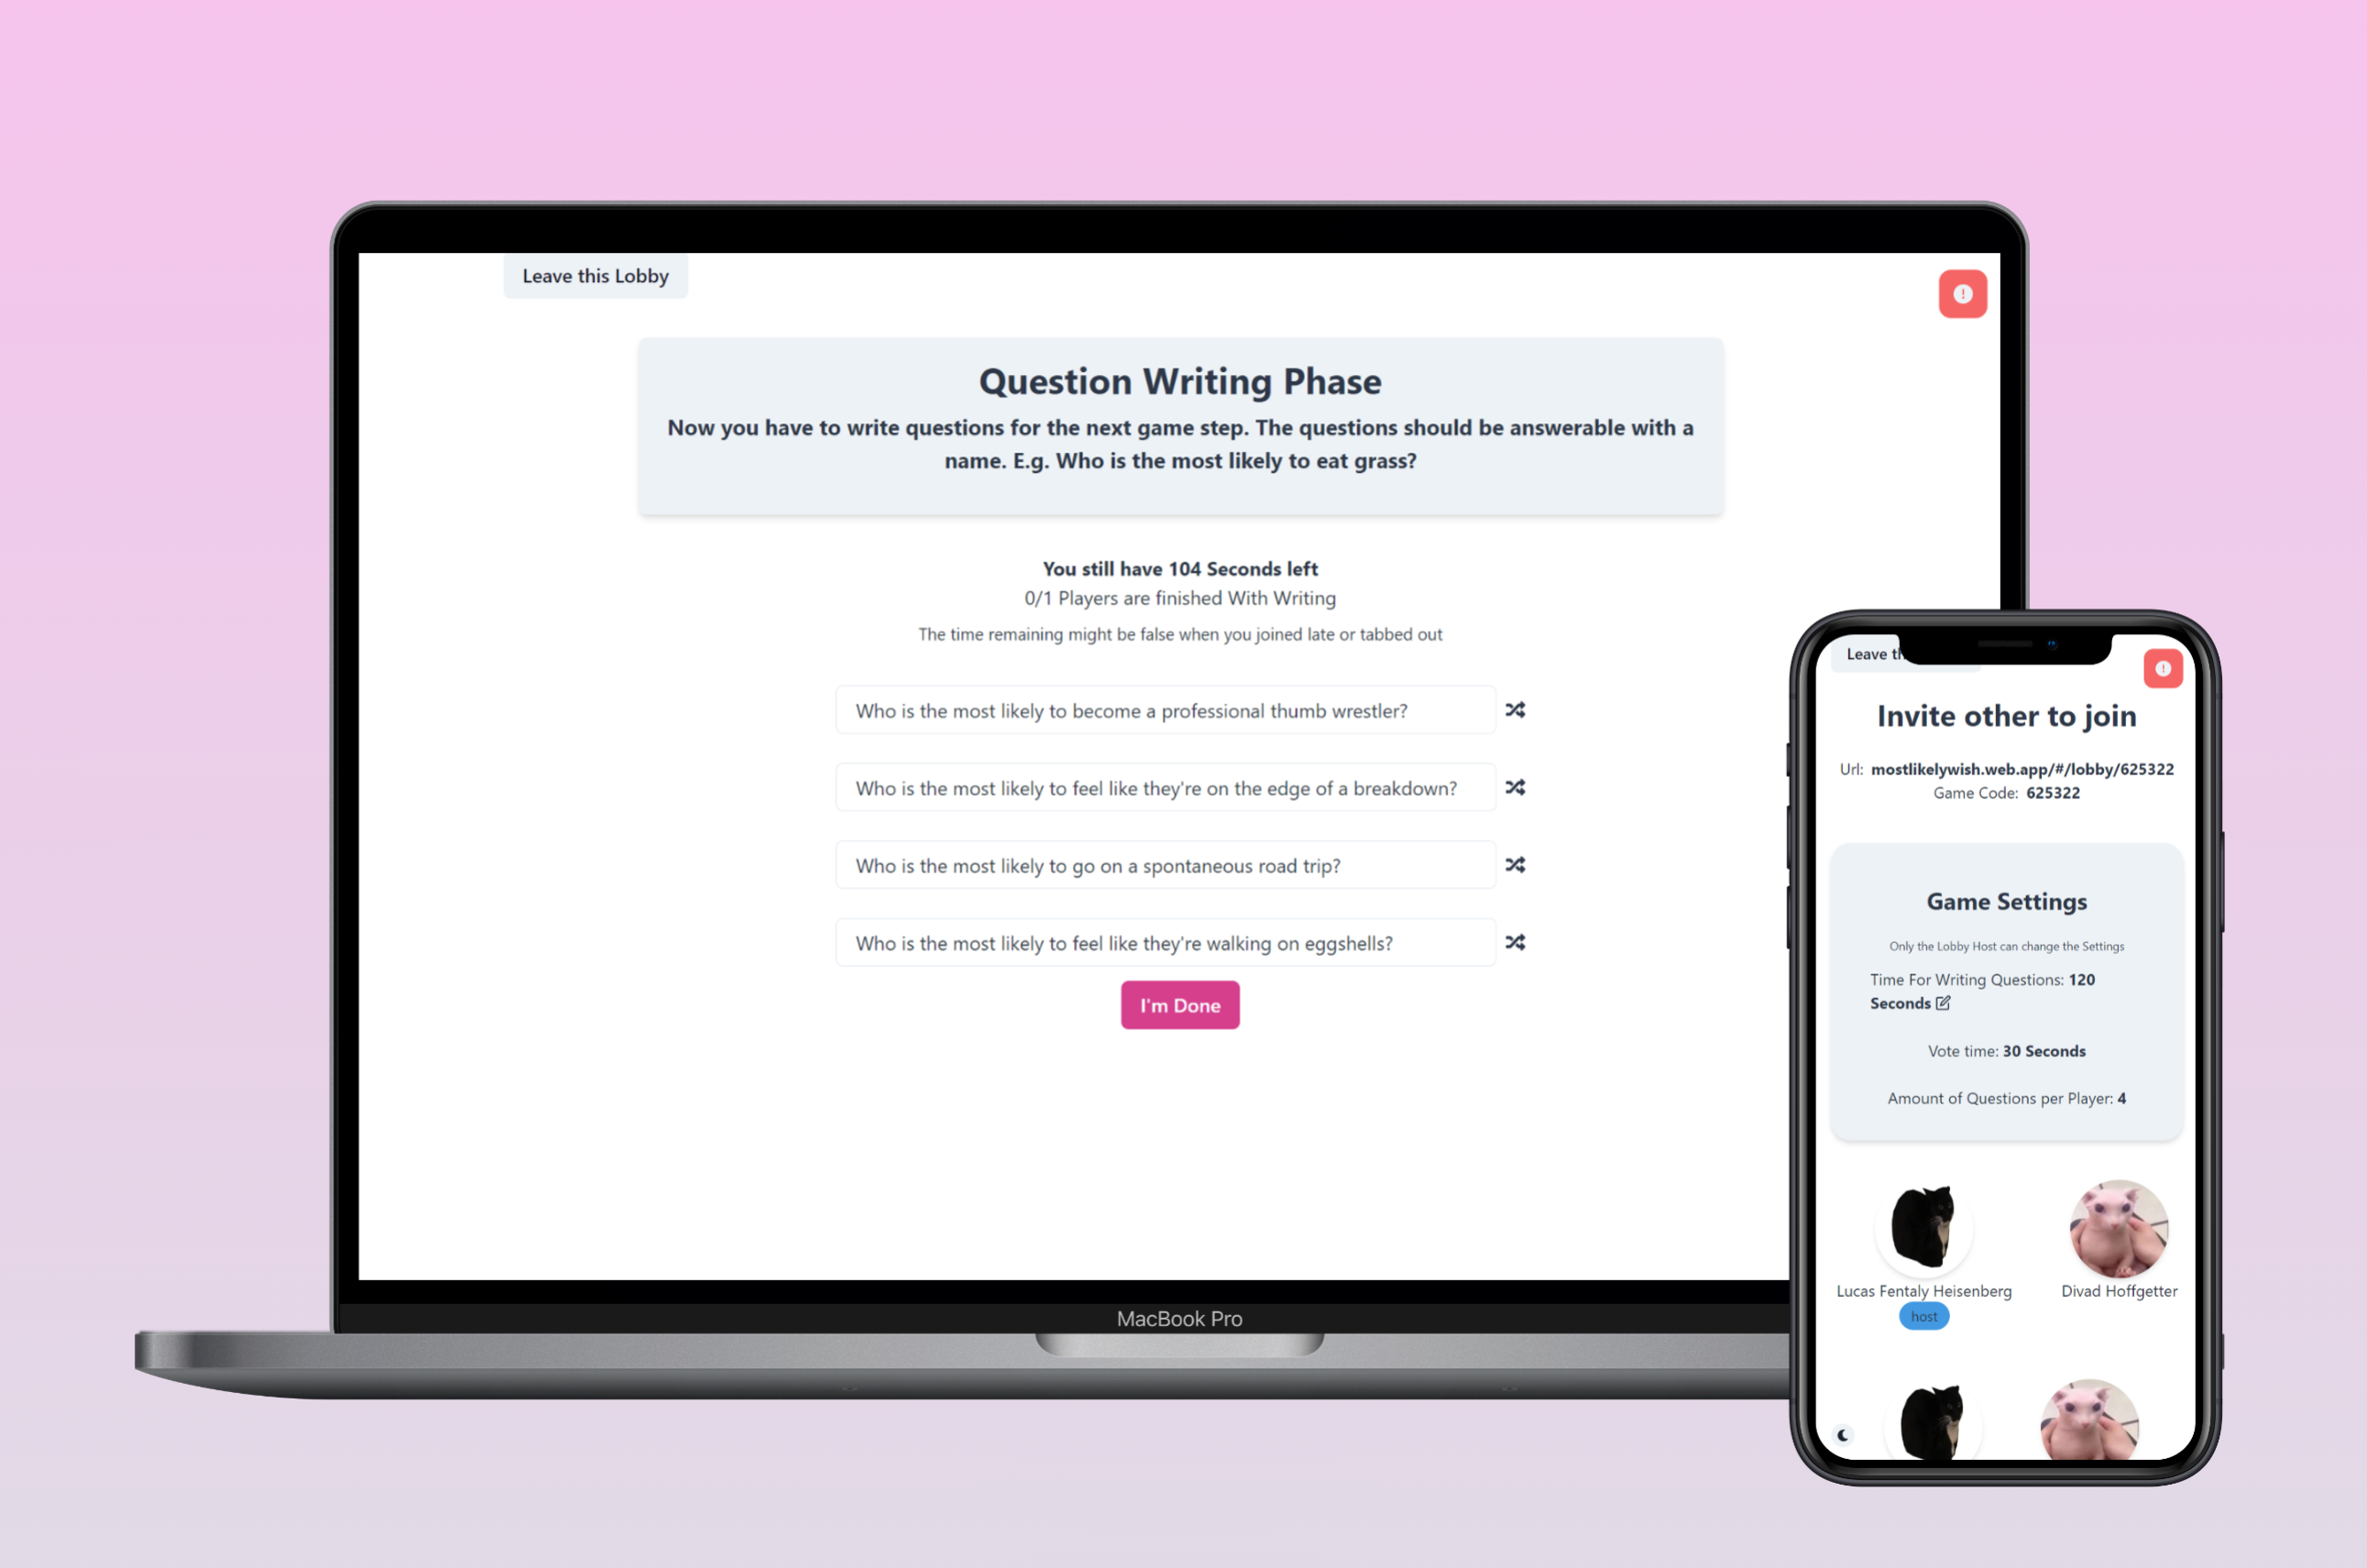 Leave this Lobby
Question Writing Phase
Now you have to write questions for the next game step. The questions should be answerable with a
name. E.g. Who is the most likely to eat grass?
You still have 104 Seconds left
0/1 Players are finished With Writing
The time remaining might be false when you joined late or tabbed out
Who is the most likely to become a professional thumb wrestler?
Who is the most likely to feel like they're on the edge of a breakdown?
Who is the most likely to go on a spontaneous road trip?
Who is the most likely to feel like they're walking on eggshells?
I'm Done
MacBook Pro
Leave
Invite other to join
Url: mostlikelywish.web.app/#/lobby/625322
Game Code: 625322
Game Settings
Only the Lobby Host can change the Settings
Time For Writing Questions: 120
Seconds
Vote time: 30 Seconds
Amount of Questions per Player: 4
Lucas Fentaly Heisenberg
host
Divad Hoffgetter